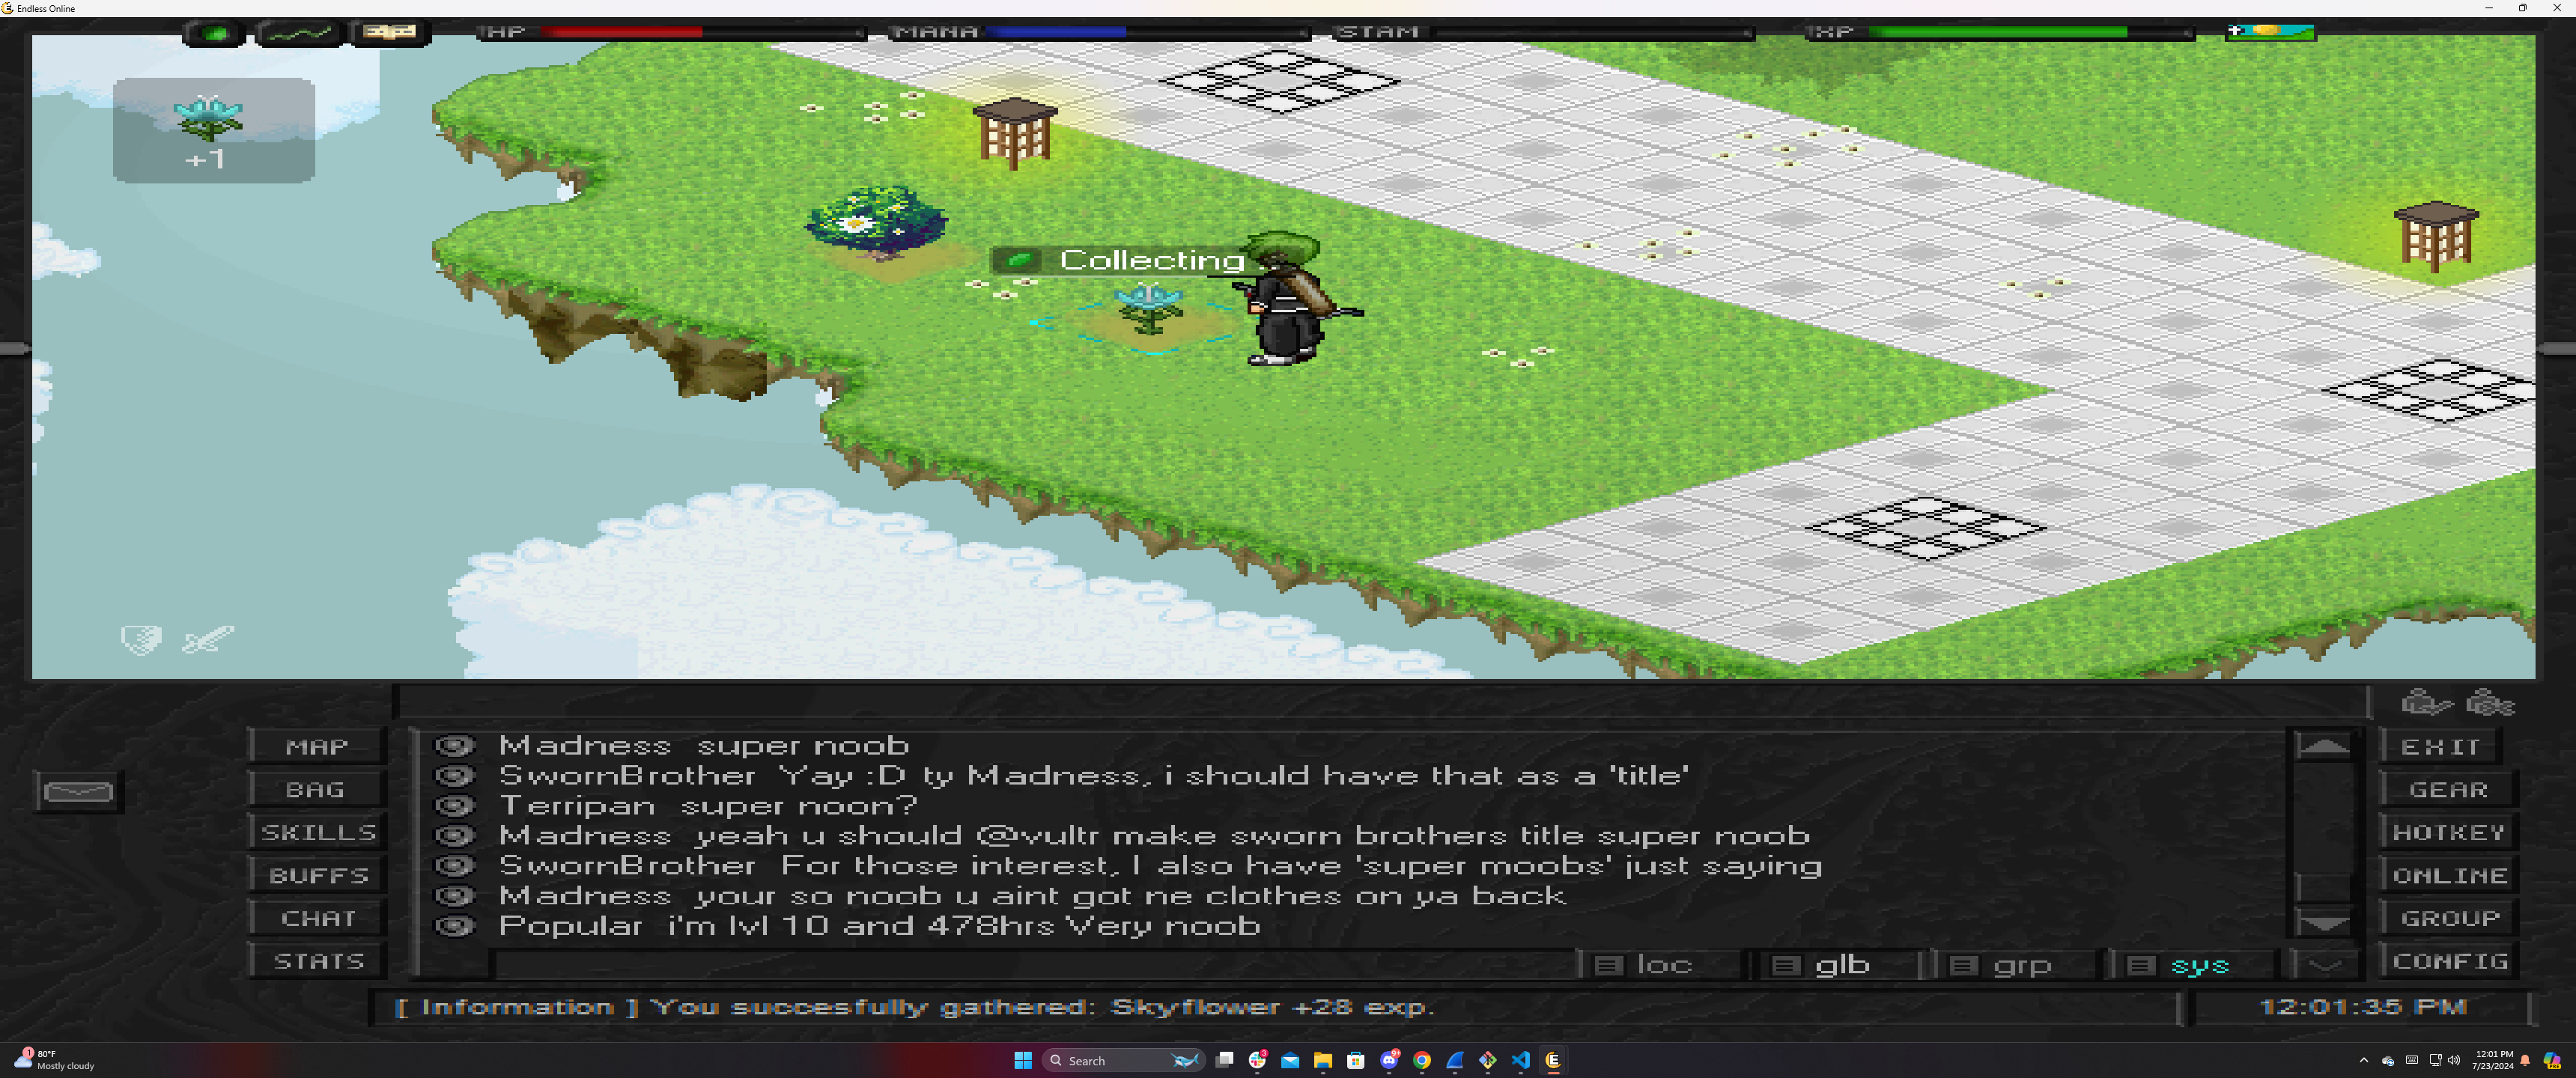 Endless Online
HP
MANA
STAM
XP
+1
Collecting
MAP
BAG
SKILLS
BUFFS
CHAT
STATS
Madness super noob
SwornBrother Yay :D ty Madness, i should have that as a 'title'
Terripan super noon?
Madness yeah u should @vultr make sworn brothers title super noob
SwornBrother For those interest, I also have 'super moobs' just saying
Madness your so noob u aint got ne clothes on ya back
Popular i'm lvl 10 and 478hrs Very noob
EXIT
GEAR
HOTKEY
ONLINE
GROUP
CONFIG
loc
glb
grp
sys
[ Information ] You succesfully gathered: Skyflower +28 exp.
12:01:35 PM
1
80°F
Mostly cloudy
Search
3
9+
12:01 PM
7/23/2024